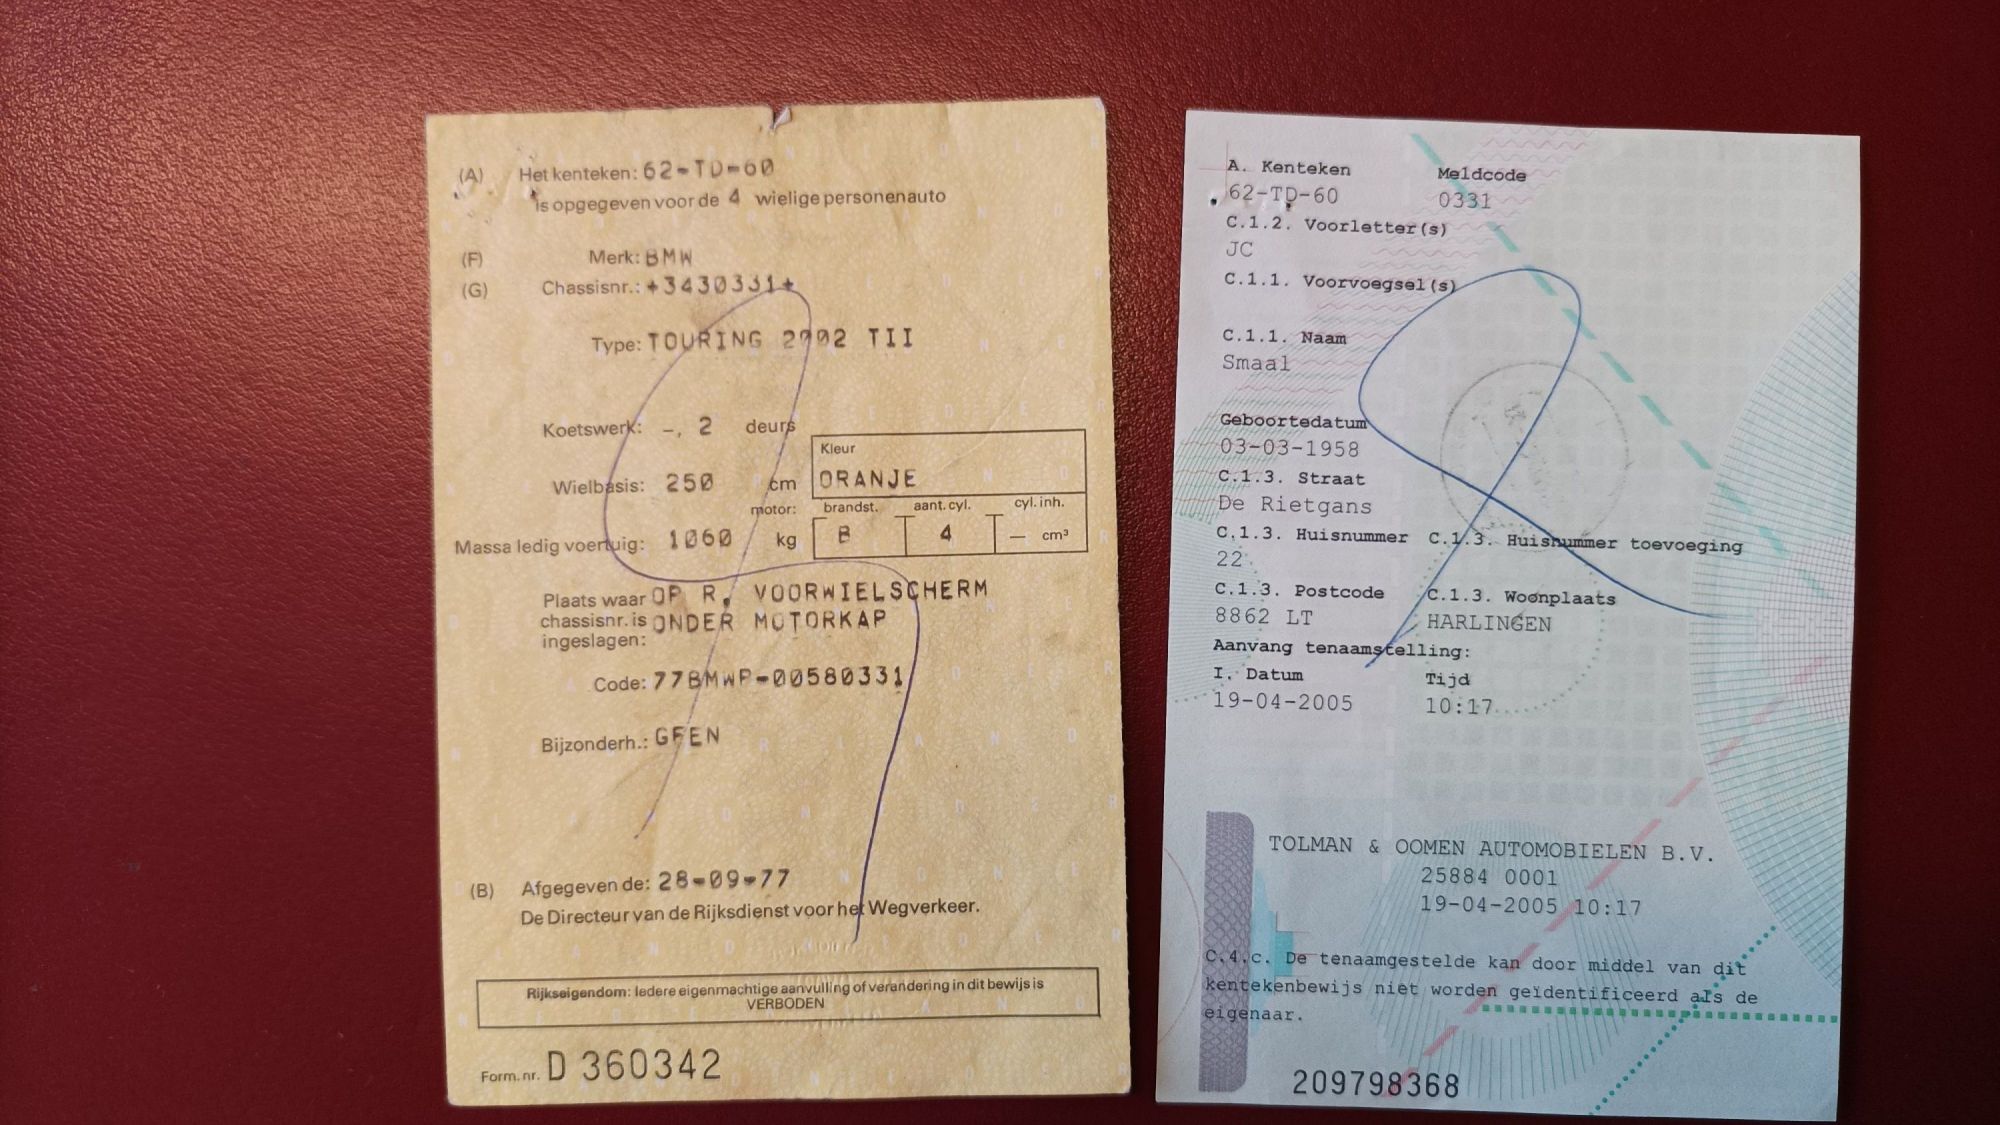 (A) Het kenteken: 62-TD-60
is opgegeven voor de 4 wielige personenauto
(F) Merk: BMW
(G) Chassisnr.: +3430331+
Type: TOURING 2002 TII
Koetswerk: -, 2 deurs
Kleur
Wielbasis: 250 cm ORANJE
motor: brandst. aant. cyl. cyl. inh.
Massa ledig voertuig: 1060 kg B 4 — cm³
Plaats waar OP R. VOORWIELSCHERM
chassisnr. is ONDER MOTORKAP
ingeslagen:
Code: 77BMWP-00580331
Bijzonderh.: GEEN
(B) Afgegeven de: 28-09-77
De Directeur van de Rijksdienst voor het Wegverkeer.
Rijkseigendom: Iedere eigenmachtige aanvulling of verandering in dit bewijs is
VERBODEN
Form. nr. D 360342
A. Kenteken Meldcode
62-TD-60 0331
C.1.2. Voorletter(s)
JC
C.1.1. Voorvoegsel(s)
C.1.1. Naam
Smaal
Geboortedatum
03-03-1958
C.1.3. Straat
De Rietgans
C.1.3. Huisnummer C.1.3. Huisnummer toevoeging
22
C.1.3. Postcode C.1.3. Woonplaats
8862 LT HARLINGEN
Aanvang tenaamstelling:
I. Datum Tijd
19-04-2005 10:17
TOLMAN & OOMEN AUTOMOBIELEN B.V.
25884 0001
19-04-2005 10:17
C.4.c. De tenaamgestelde kan door middel van dit
kentekenbewijs niet worden geïdentificeerd als de
eigenaar.
209798368